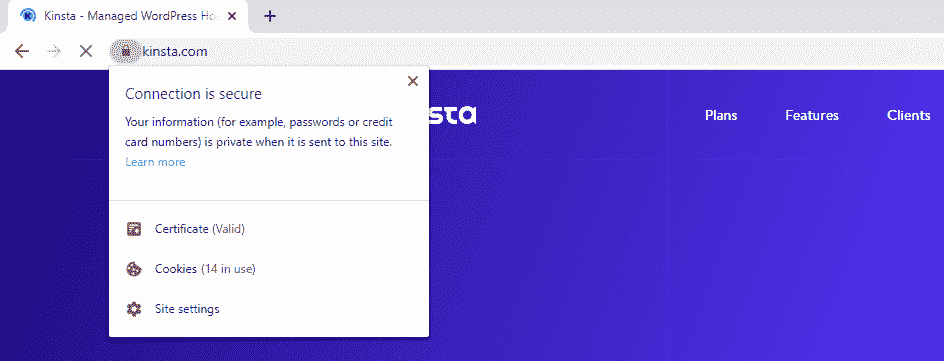 Kinsta - Managed WordPress Ho
kinsta.com
Connection is secure
Your information (for example, passwords or credit
card numbers) is private when it is sent to this site.
Learn more
Certificate (Valid)
Cookies (14 in use)
Site settings
sta
Plans Features Clients